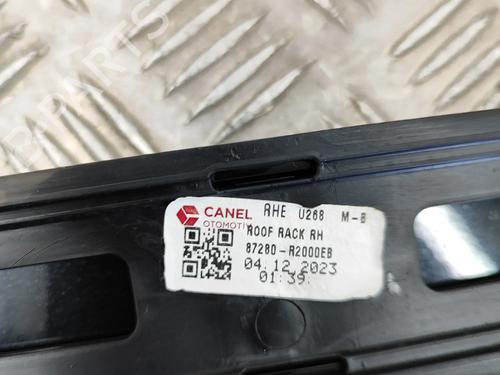 CANEL RHE U268 M-B
OTOMOTİV ROOF RACK RH
87280-R2000EB
04.12.2023
01:39